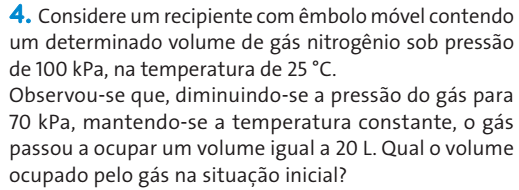 4. Considere um recipiente com êmbolo móvel contendo
um determinado volume de gás nitrogênio sob pressão
de 100 kPa, na temperatura de 25 °C.
Observou-se que, diminuindo-se a pressão do gás para
70 kPa, mantendo-se a temperatura constante, o gás
passou a ocupar um volume igual a 20 L. Qual o volume
ocupado pelo gás na situação inicial?